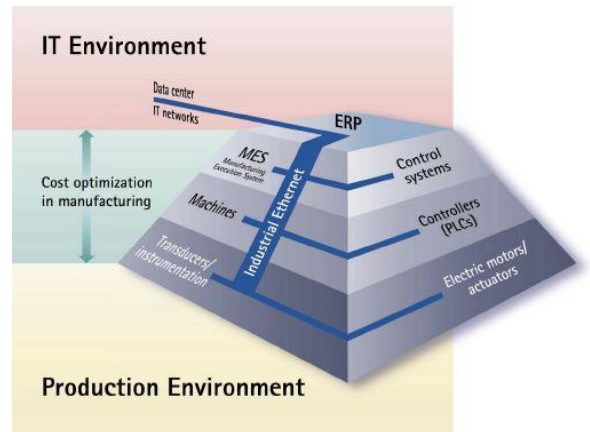 IT Environment
Data center
IT networks
ERP
MES
Manufacturing
Execution System
Control
systems
Cost optimization
in manufacturing
Industrial Ethernet
Machines
Controllers
(PLCs)
Transducers/
instrumentation
Electric motors/
actuators
Production Environment